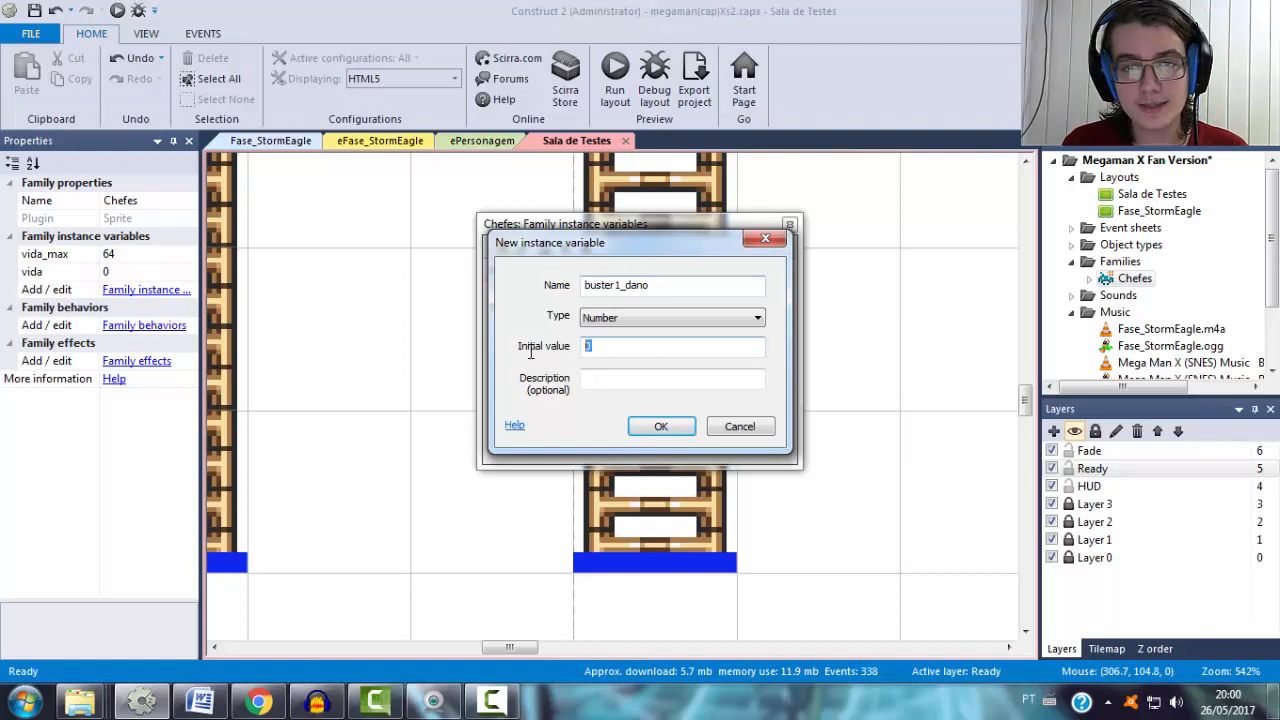 Construct 2 (Administrator) - megaman(cap)Xs2.capx - Sala de Testes
FILE HOME VIEW EVENTS
Paste
Cut
Copy
Clipboard
Undo
Redo
Undo
Delete
Select All
Select None
Selection
Active configurations: All
Displaying: HTML5
Configurations
Scirra.com
Forums
Help
Scirra Store
Online
Run layout
Debug layout
Export project
Preview
Start Page
Go
Properties
Family properties
Name Chefes
Plugin Sprite
Family instance variables
vida_max 64
vida 0
Add / edit Family instance ...
Family behaviors
Add / edit Family behaviors
Family effects
Add / edit Family effects
More information Help
Fase_StormEagle eFase_StormEagle ePersonagem Sala de Testes
Chefes: Family instance variables
New instance variable
Name buster1_dano
Type Number
Initial value 0
Description (optional)
Help
OK Cancel
Megaman X Fan Version*
Layouts
Sala de Testes
Fase_StormEagle
Event sheets
Object types
Families
Chefes
Sounds
Music
Fase_StormEagle.m4a
Fase_StormEagle.ogg
Mega Man X (SNES) Music
Layers
Fade 6
Ready 5
HUD 4
Layer 3 3
Layer 2 2
Layer 1 1
Layer 0 0
Layers Tilemap Z order
Ready Approx. download: 5.7 mb memory use: 11.9 mb Events: 338 Active layer: Ready Mouse: (306.7, 104.8, 0) Zoom: 542%
PT
20:00
26/05/2017